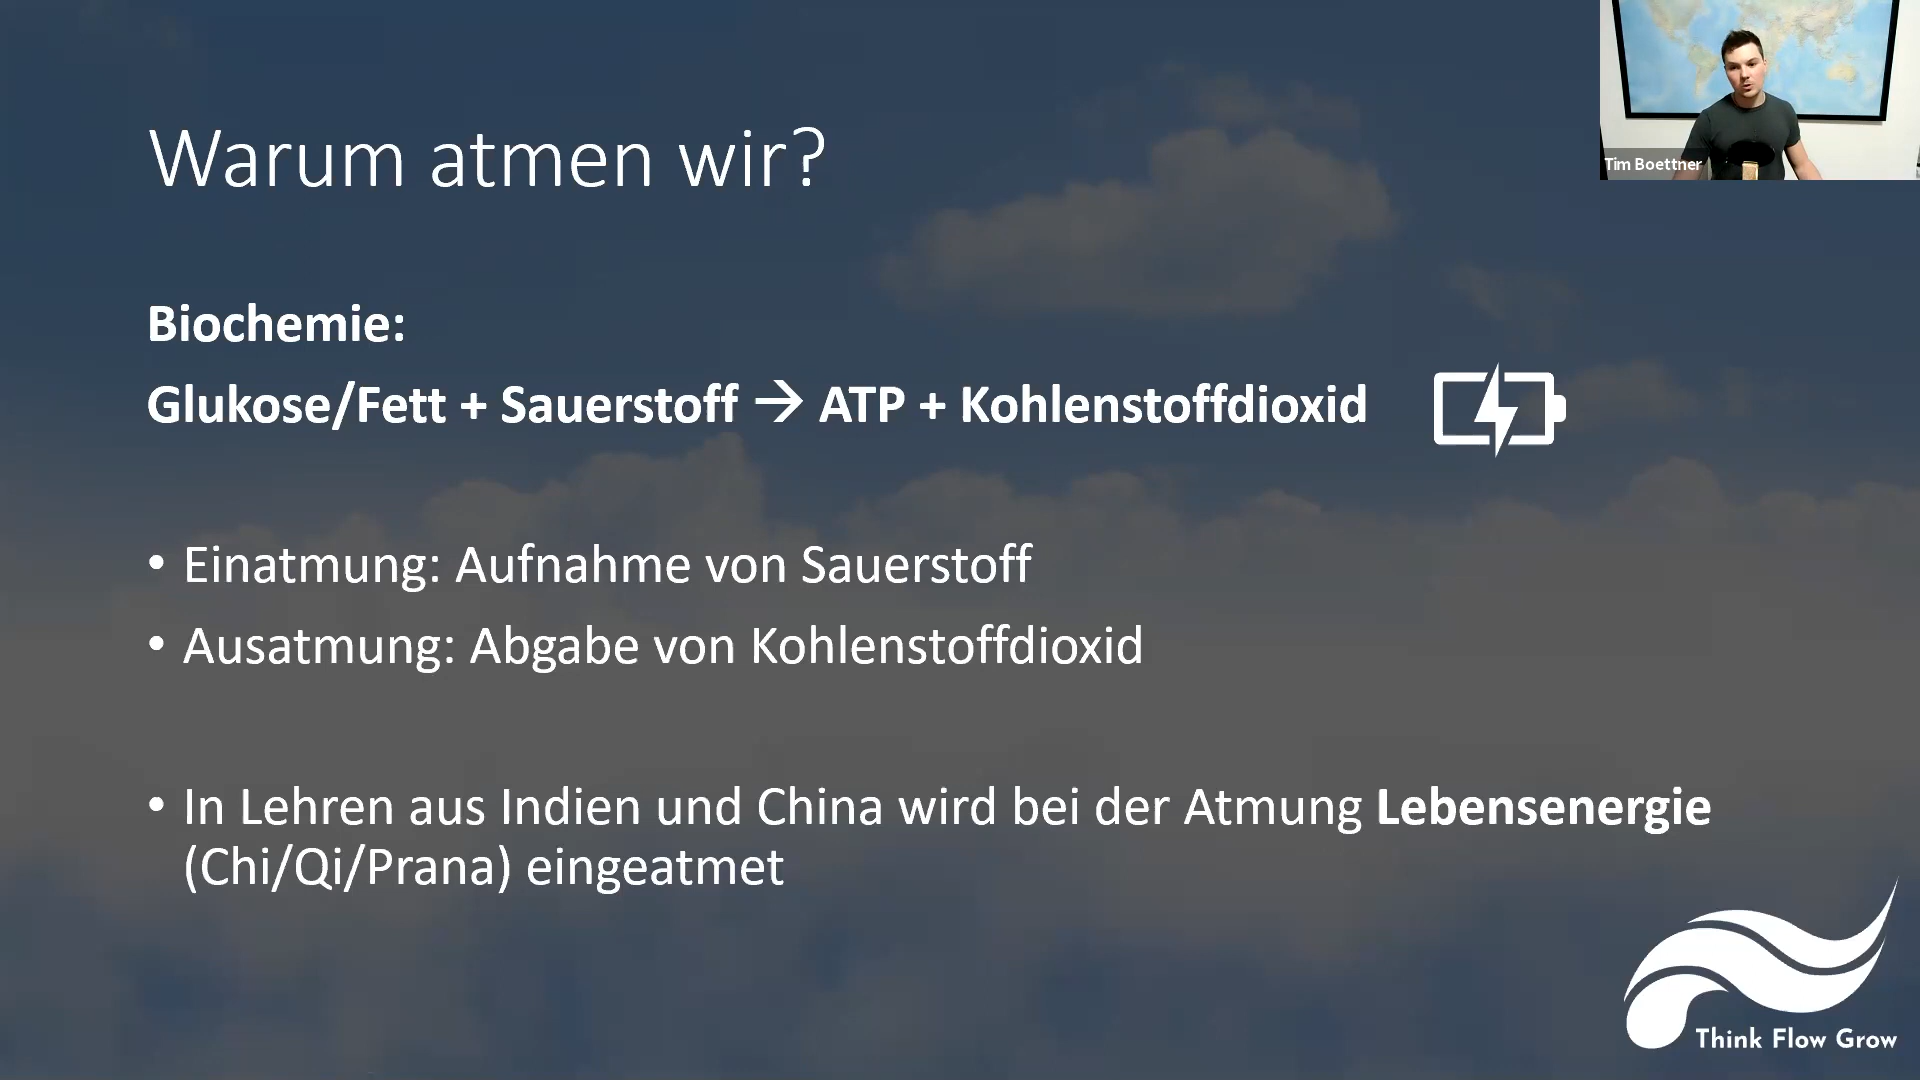 Warum atmen wir?
Tim Boettner
Biochemie:
Glukose/Fett + Sauerstoff → ATP + Kohlenstoffdioxid
• Einatmung: Aufnahme von Sauerstoff
• Ausatmung: Abgabe von Kohlenstoffdioxid
• In Lehren aus Indien und China wird bei der Atmung Lebensenergie
(Chi/Qi/Prana) eingeatmet
Think Flow Grow